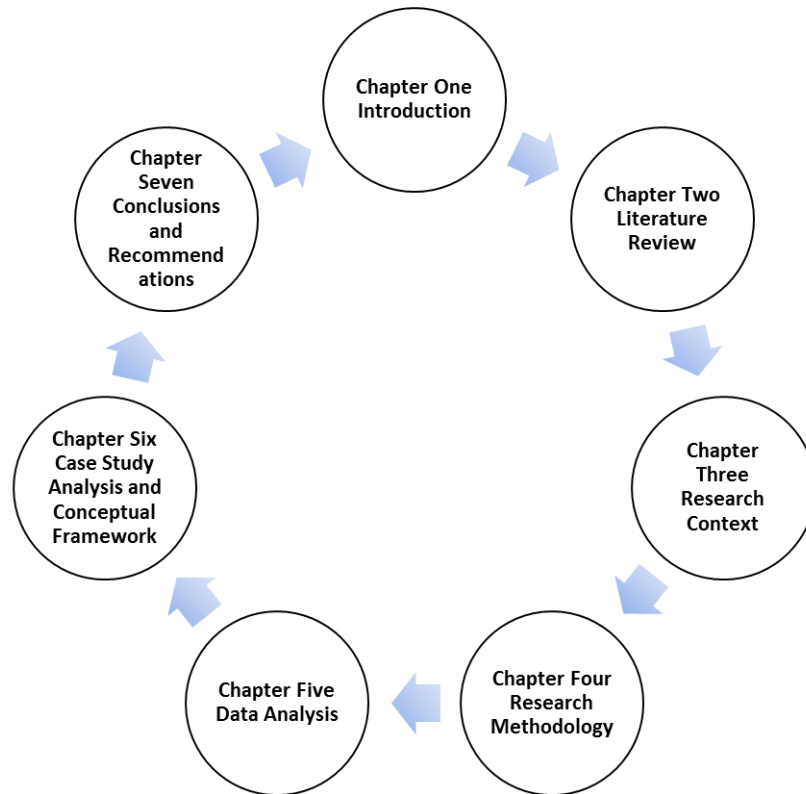 Chapter One
Introduction
Chapter Two
Literature
Review
Chapter
Three
Research
Context
Chapter Four
Research
Methodology
Chapter Five
Data Analysis
Chapter Six
Case Study
Analysis and
Conceptual
Framework
Chapter
Seven
Conclusions
and
Recommend
ations